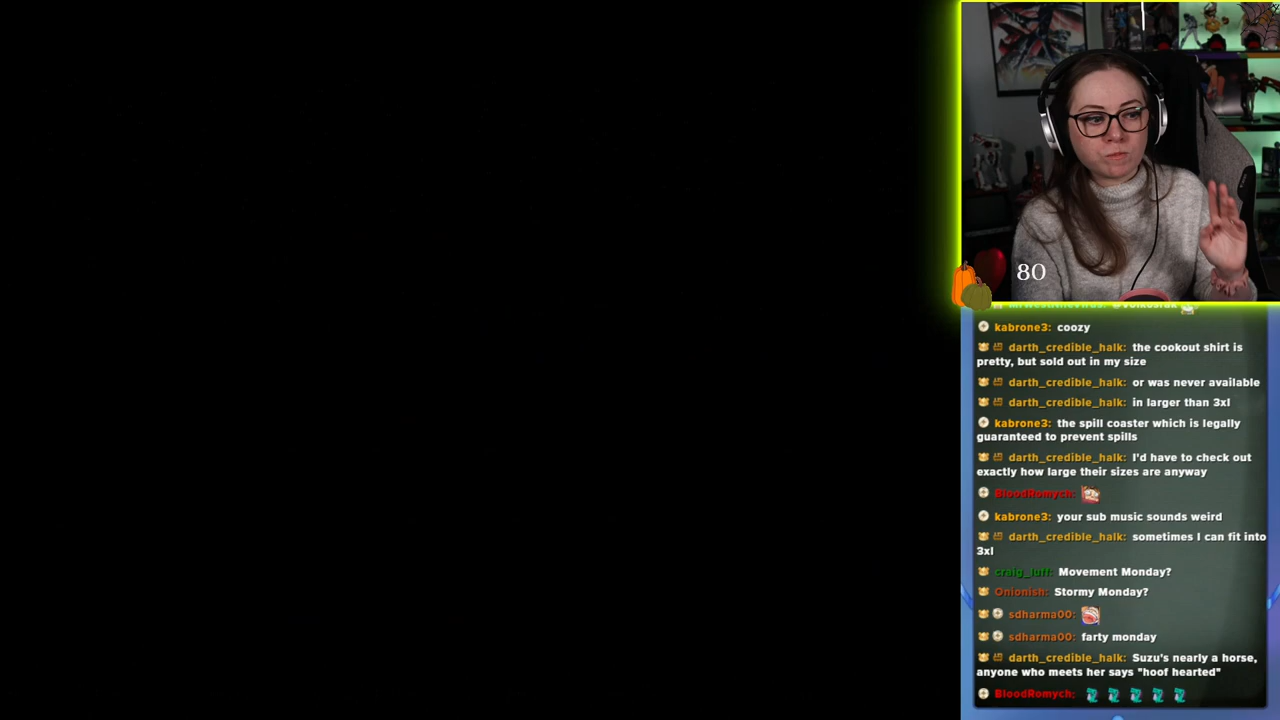 80
kabrone3: coozy
darth_credible_halk: the cookout shirt is
pretty, but sold out in my size
darth_credible_halk: or was never available
darth_credible_halk: in larger than 3xl
kabrone3: the spill coaster which is legally
guaranteed to prevent spills
darth_credible_halk: I'd have to check out
exactly how large their sizes are anyway
BloodRomych:
kabrone3: your sub music sounds weird
darth_credible_halk: sometimes I can fit into
3xl
craig_luff: Movement Monday?
Onionish: Stormy Monday?
sdharma00:
sdharma00: farty monday
darth_credible_halk: Suzu's nearly a horse,
anyone who meets her says "hoof hearted"
BloodRomych: